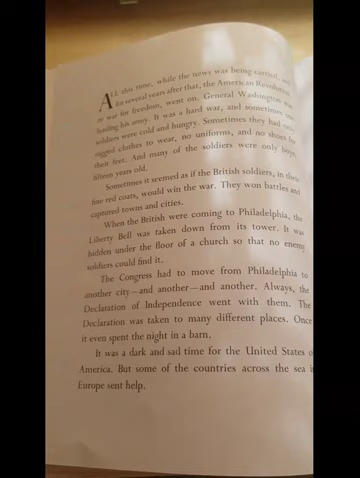 ALL this time, while the news was being carried, and
for several years after that, the American Revolution,
or war for freedom, went on. General Washington was
leading his army. It was a hard war, and sometimes the
soldiers were cold and hungry. Sometimes they had only
ragged clothes to wear, no uniforms, and no shoes for
their feet. And many of the soldiers were only boys,
fifteen years old.
Sometimes it seemed as if the British soldiers, in their
fine red coats, would win the war. They won battles and
captured towns and cities.
When the British were coming to Philadelphia, the
Liberty Bell was taken down from its tower. It was
hidden under the floor of a church so that no enemy
soldiers could find it.
The Congress had to move from Philadelphia to
another city—and another—and another. Always, the
Declaration of Independence went with them. The
Declaration was taken to many different places. Once
it even spent the night in a barn.
It was a dark and sad time for the United States o
America. But some of the countries across the sea i
Europe sent help.